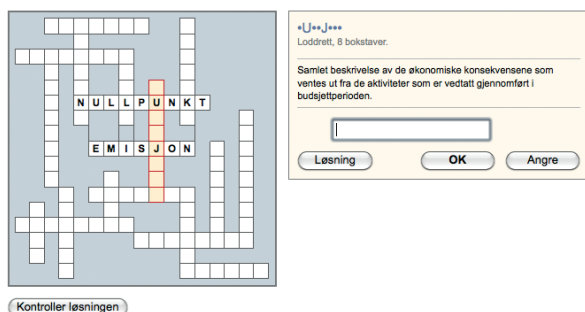 NULLPUNKT
EMISJON
•U••J•••
Loddrett, 8 bokstaver.
Samlet beskrivelse av de økonomiske konsekvensene som
ventes ut fra de aktiviteter som er vedtatt gjennomført i
budsjettperioden.
Løsning
OK
Angre
Kontroller løsningen